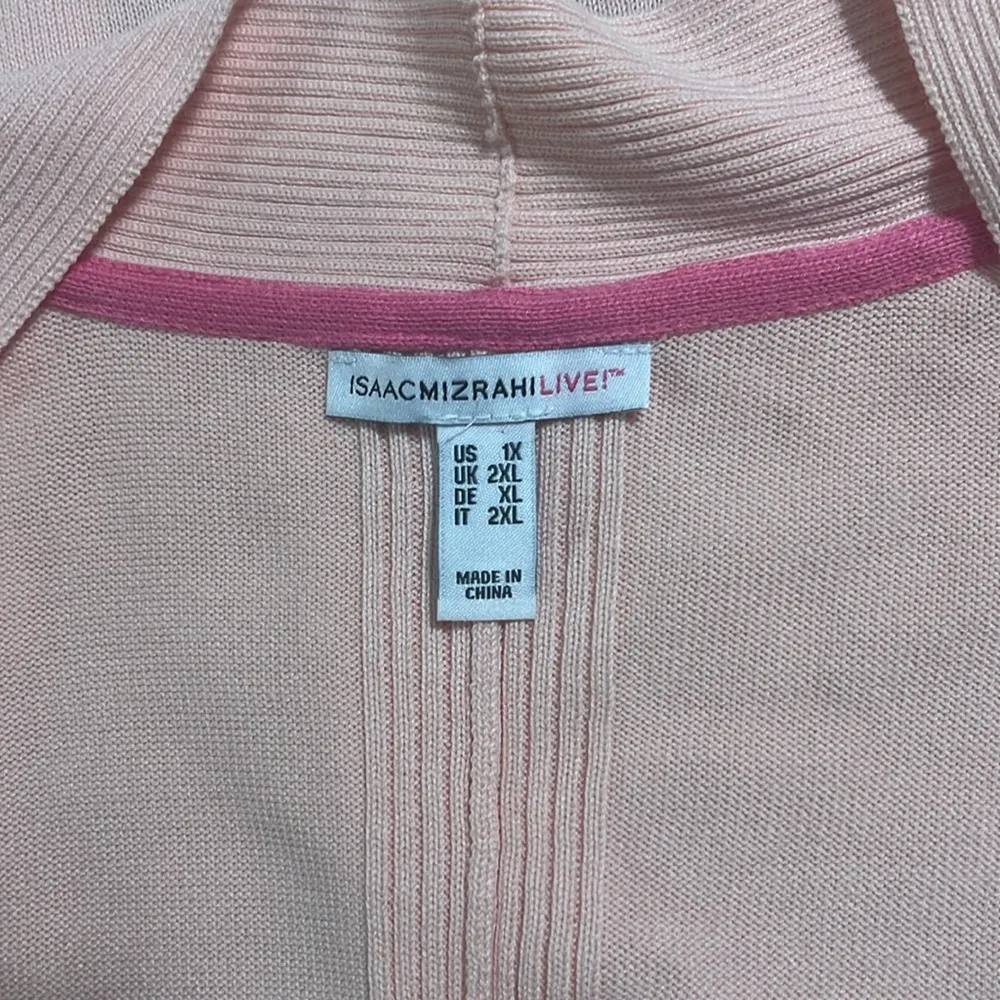 ISAACMIZRAHILIVE!™
US 1X
UK 2XL
DE XL
IT 2XL
MADE IN
CHINA